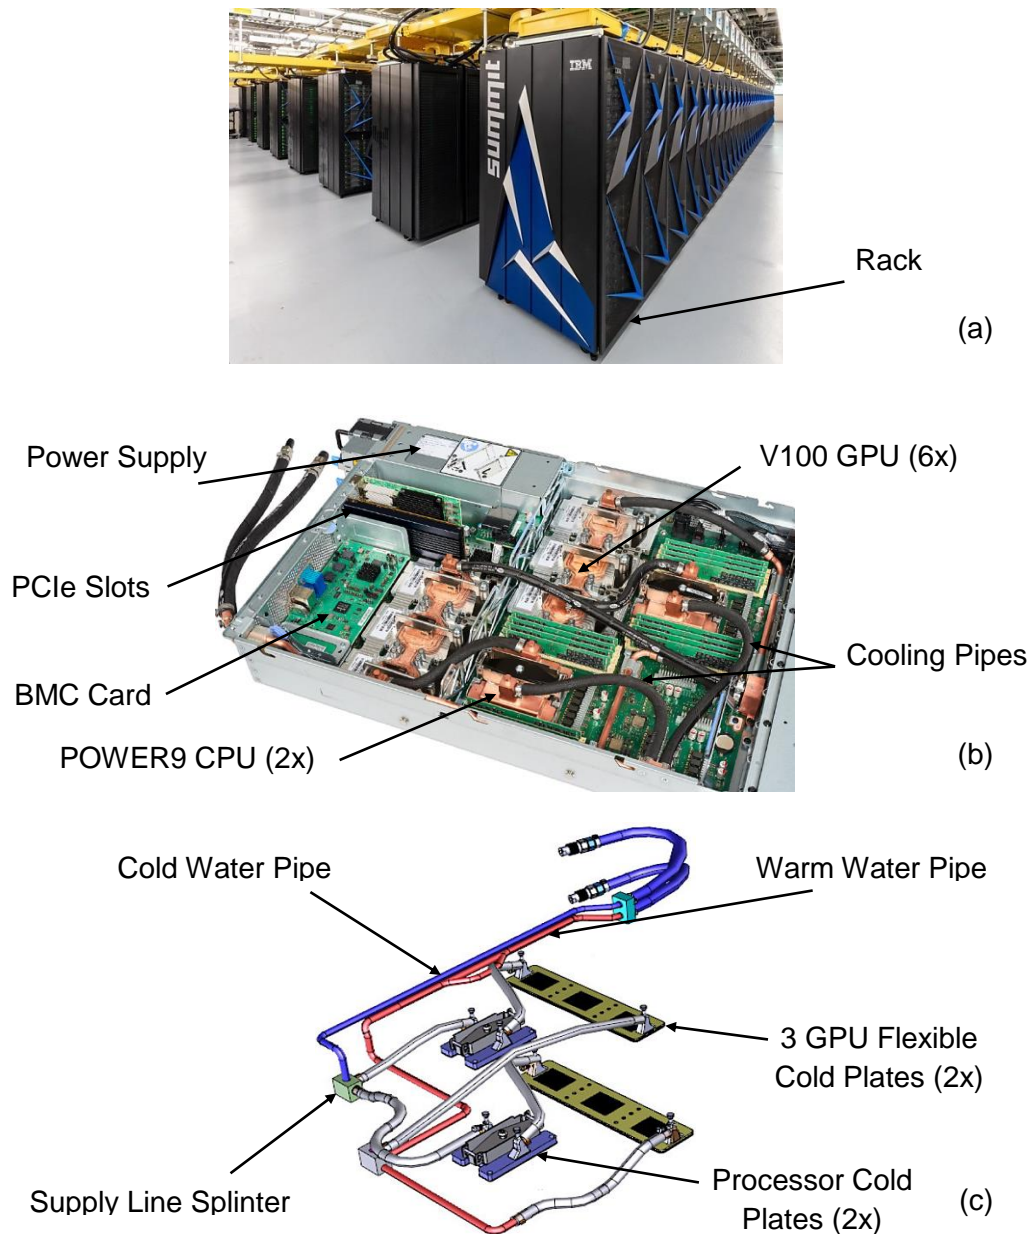 summit
IBM
Rack
(a)
Power Supply
V100 GPU (6x)
PCIe Slots
Cooling Pipes
BMC Card
POWER9 CPU (2x)
(b)
Cold Water Pipe
Warm Water Pipe
3 GPU Flexible
Cold Plates (2x)
Processor Cold
Plates (2x)
Supply Line Splinter
(c)